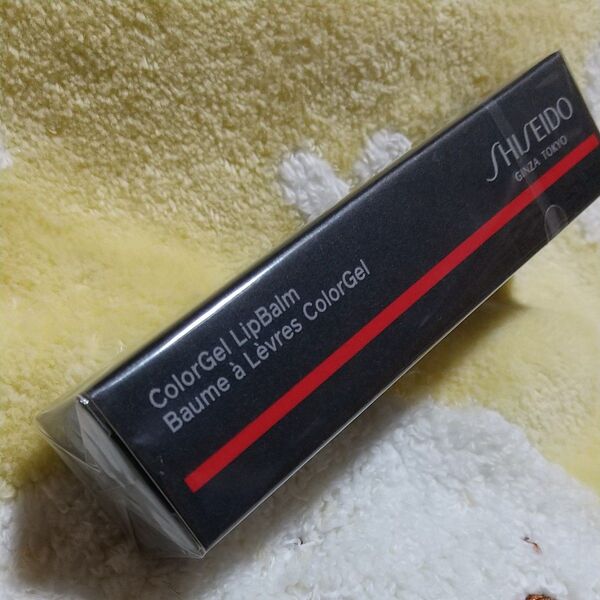 SHISEIDO
GINZA TOKYO
ColorGel LipBalm
Baume à Lèvres ColorGel